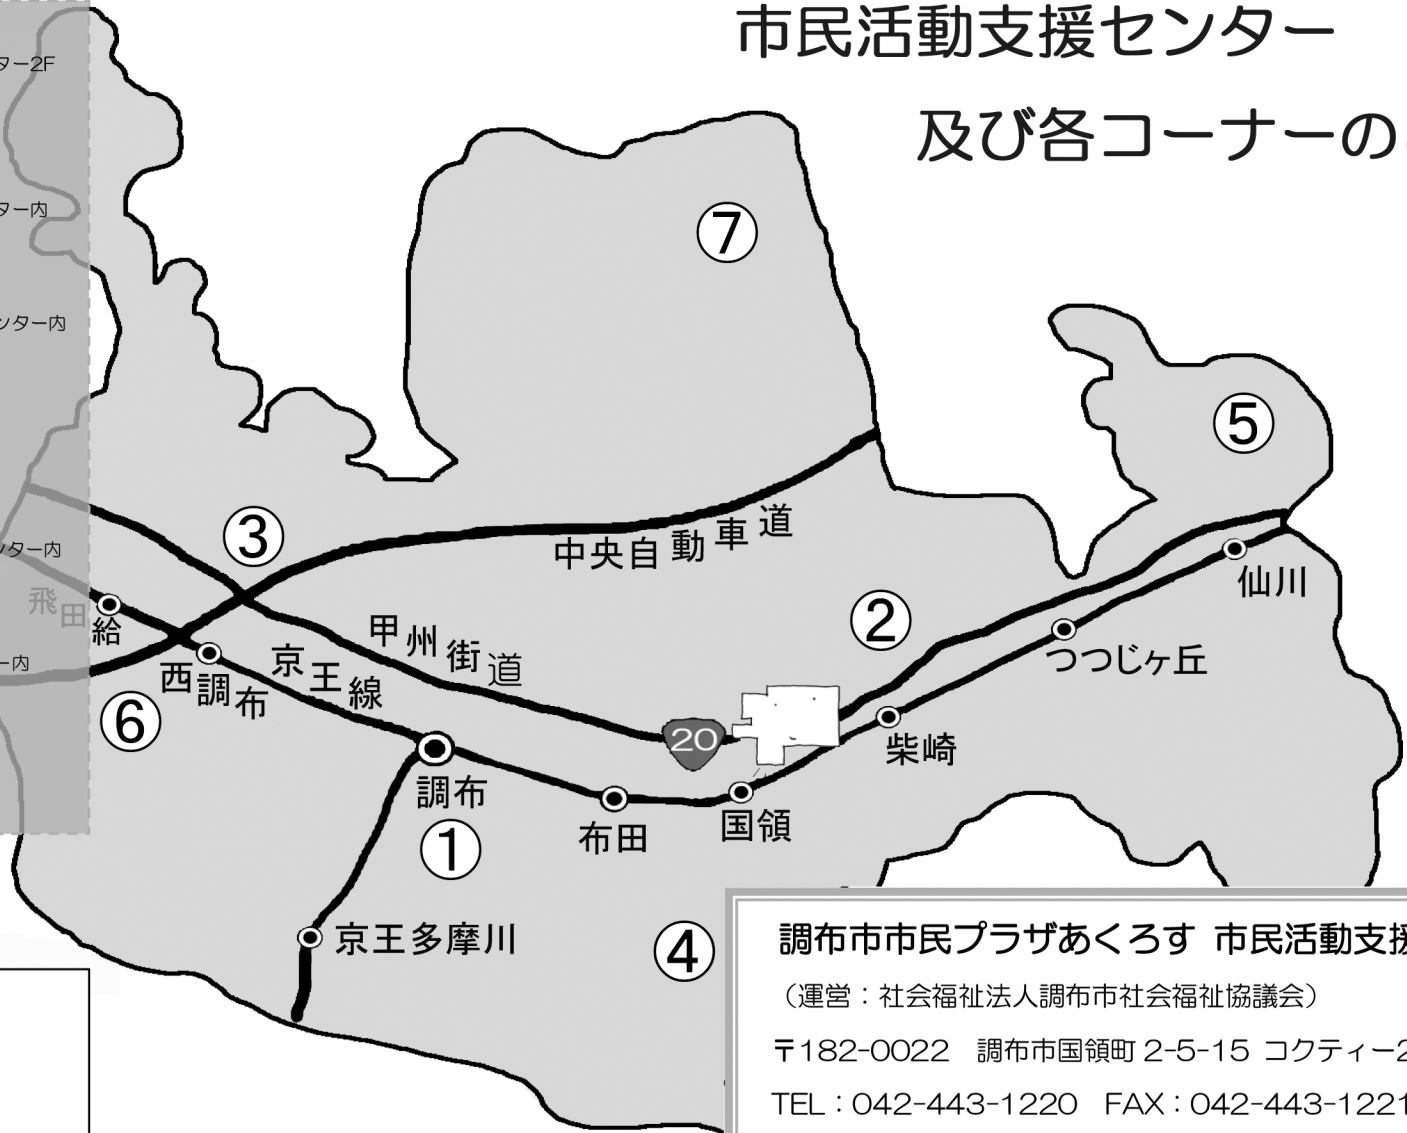 市民活動支援センター
及び各コーナーの
ター2F
ター内
ンター内
ンター内
ー内
⑦
⑤
③
中央自動車道
②
仙川
つつじヶ丘
飛田給
甲州街道
西調布
京王線
⑥
20
柴崎
調布
布田
国領
①
京王多摩川
④
調布市市民プラザあくろす 市民活動支援
（運営：社会福祉法人調布市社会福祉協議会）
〒182-0022 調布市国領町 2-5-15 コクティー2
TEL：042-443-1220 FAX：042-443-1221